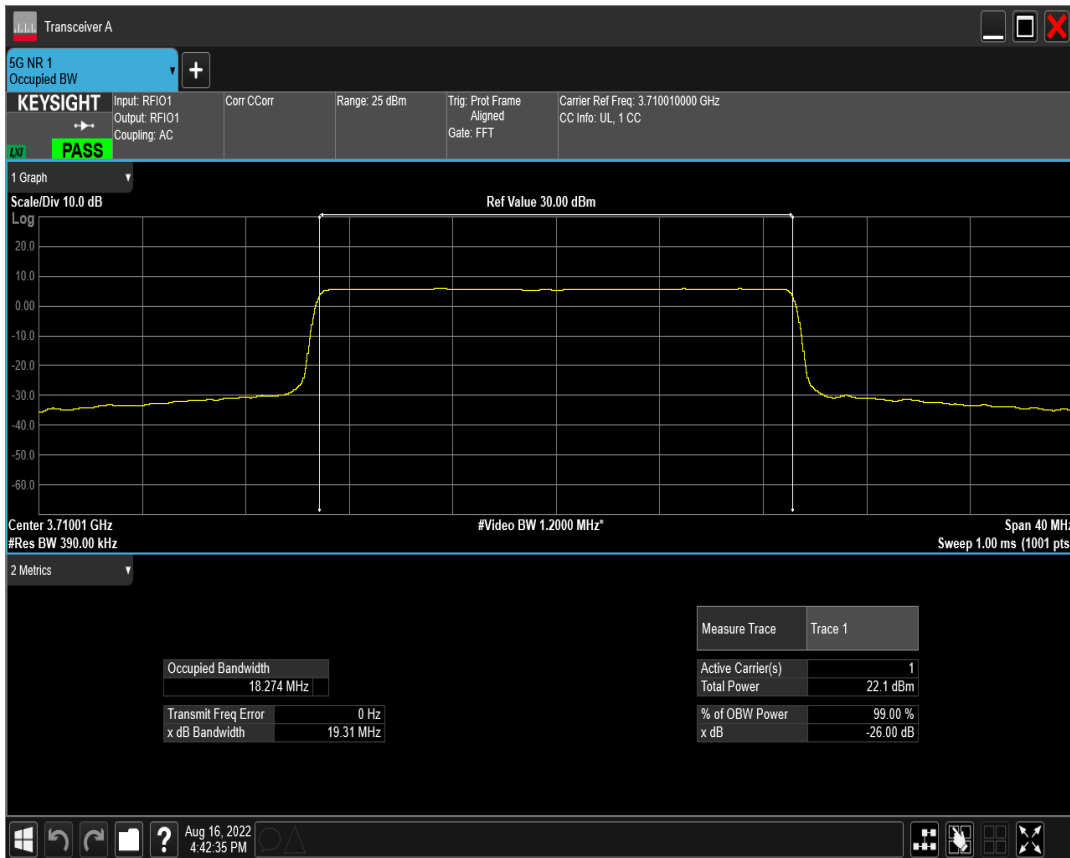 Transceiver A
5G NR 1
Occupied BW
+
KEYSIGHT
LXI
PASS
Input: RFIO1
Output: RFIO1
Coupling: AC
Corr CCorr
Range: 25 dBm
Trig: Prot Frame
Aligned
Gate: FFT
Carrier Ref Freq: 3.710010000 GHz
CC Info: UL, 1 CC
1 Graph
Scale/Div 10.0 dB
Ref Value 30.00 dBm
Log
20.0
10.0
0.00
-10.0
-20.0
-30.0
-40.0
-50.0
-60.0
Center 3.71001 GHz
#Video BW 1.2000 MHz*
Span 40 MHz
#Res BW 390.00 kHz
Sweep 1.00 ms (1001 pts
2 Metrics
Measure Trace Trace 1
Occupied Bandwidth
18.274 MHz
Active Carrier(s) 1
Total Power 22.1 dBm
Transmit Freq Error 0 Hz
x dB Bandwidth 19.31 MHz
% of OBW Power 99.00 %
x dB -26.00 dB
?
Aug 16, 2022
4:42:35 PM